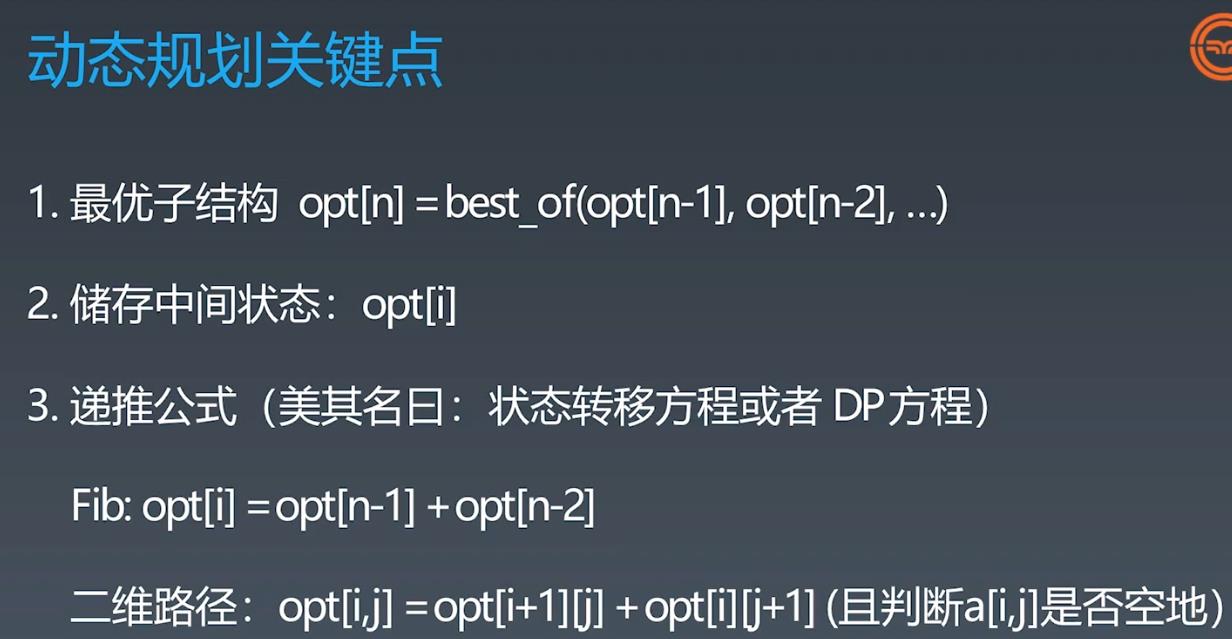 动态规划关键点
1. 最优子结构 opt[n] = best_of(opt[n-1], opt[n-2], …)
2. 储存中间状态：opt[i]
3. 递推公式（美其名曰：状态转移方程或者 DP方程）
Fib: opt[i] = opt[n-1] + opt[n-2]
二维路径：opt[i,j] = opt[i+1][j] + opt[i][j+1] (且判断a[i,j]是否空地）